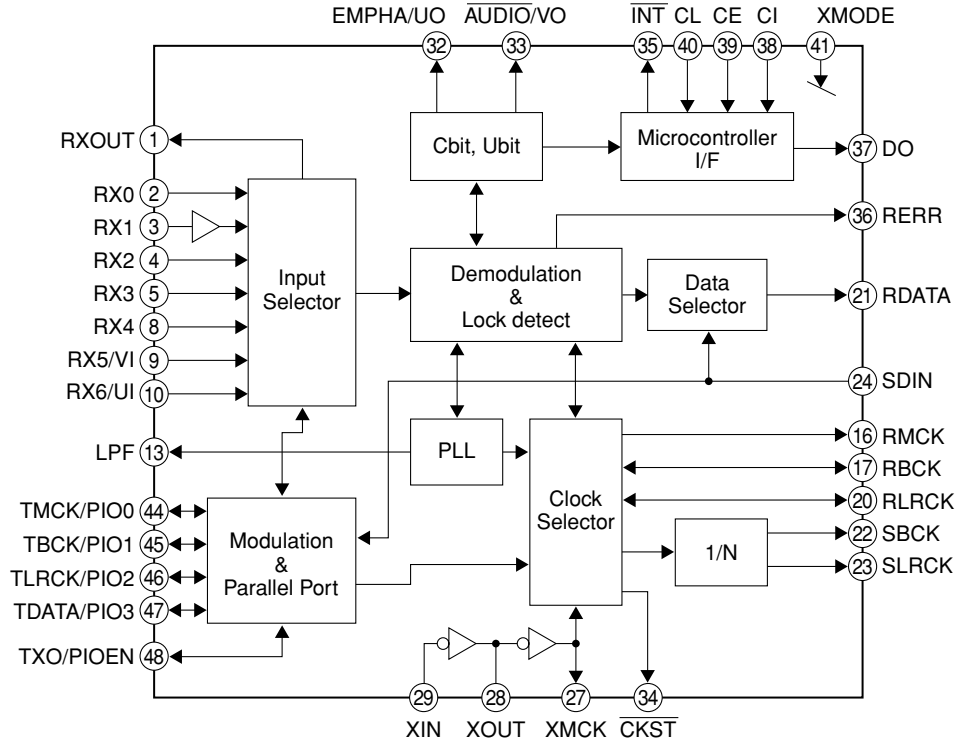 EMPHA/UO AUDIO/VO INT CL CE CI XMODE
32 33 35 40 39 38 41
RXOUT 1
Cbit, Ubit
Microcontroller
I/F
37 DO
RX0 2
RX1 3
RX2 4
RX3 5
RX4 8
RX5/VI 9
RX6/UI 10
Input
Selector
36 RERR
Demodulation
&
Lock detect
Data
Selector
21 RDATA
24 SDIN
LPF 13
PLL
Clock
Selector
16 RMCK
17 RBCK
20 RLRCK
22 SBCK
23 SLRCK
1/N
TMCK/PIO0 44
TBCK/PIO1 45
TLRCK/PIO2 46
TDATA/PIO3 47
TXO/PIOEN 48
Modulation
&
Parallel Port
29 28 27 34
XIN XOUT XMCK CKST